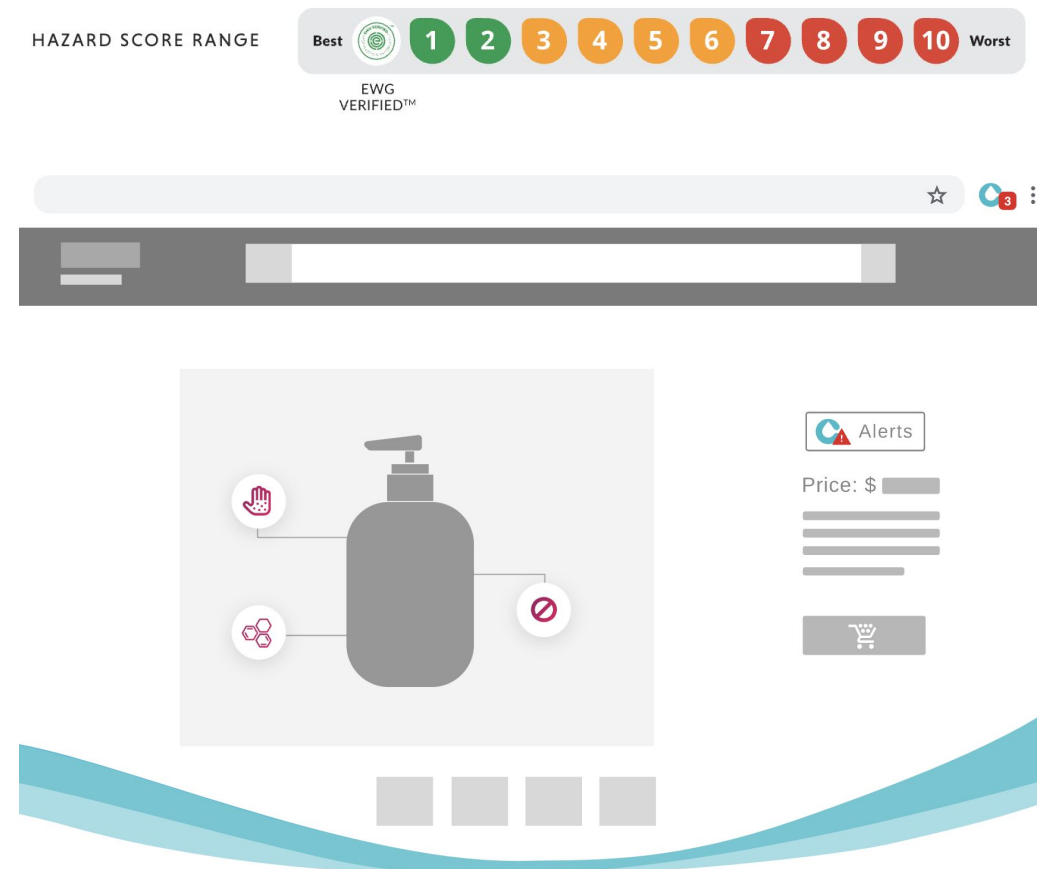 HAZARD SCORE RANGE
Best 1 2 3 4 5 6 7 8 9 10 Worst
EWG
VERIFIED™
3
Alerts
Price: $